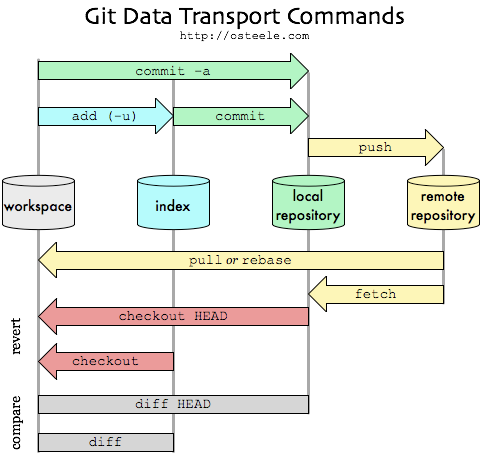 Git Data Transport Commands
http://osteele.com
commit -a
add (-u)
commit
push
workspace
index
local
repository
remote
repository
pull or rebase
fetch
revert
checkout HEAD
checkout
compare
diff HEAD
diff